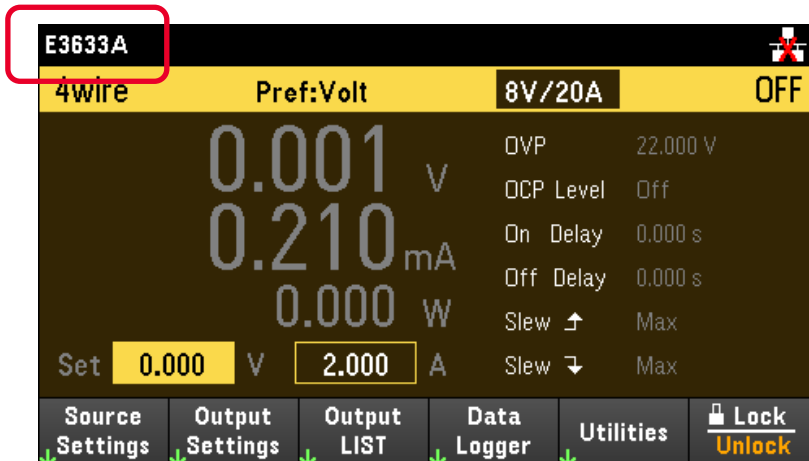 E3633A
4wire Pref:Volt 8V/20A OFF
0.001 V
0.210 mA
0.000 W
OVP 22.000 V
OCP Level Off
On Delay 0.000 s
Off Delay 0.000 s
Slew Max
Slew Max
Set 0.000 V 2.000 A
Source Settings
Output Settings
Output LIST
Data Logger
Utilities
Lock
Unlock